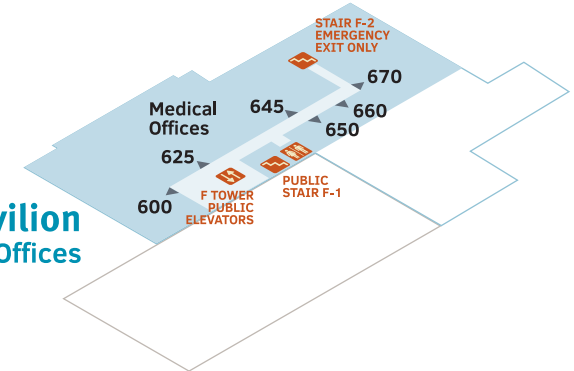 STAIR F-2
EMERGENCY
EXIT ONLY
670
Medical
Offices
645
660
650
625
PUBLIC
STAIR F-1
F TOWER
PUBLIC
ELEVATORS
600
vilion
Offices